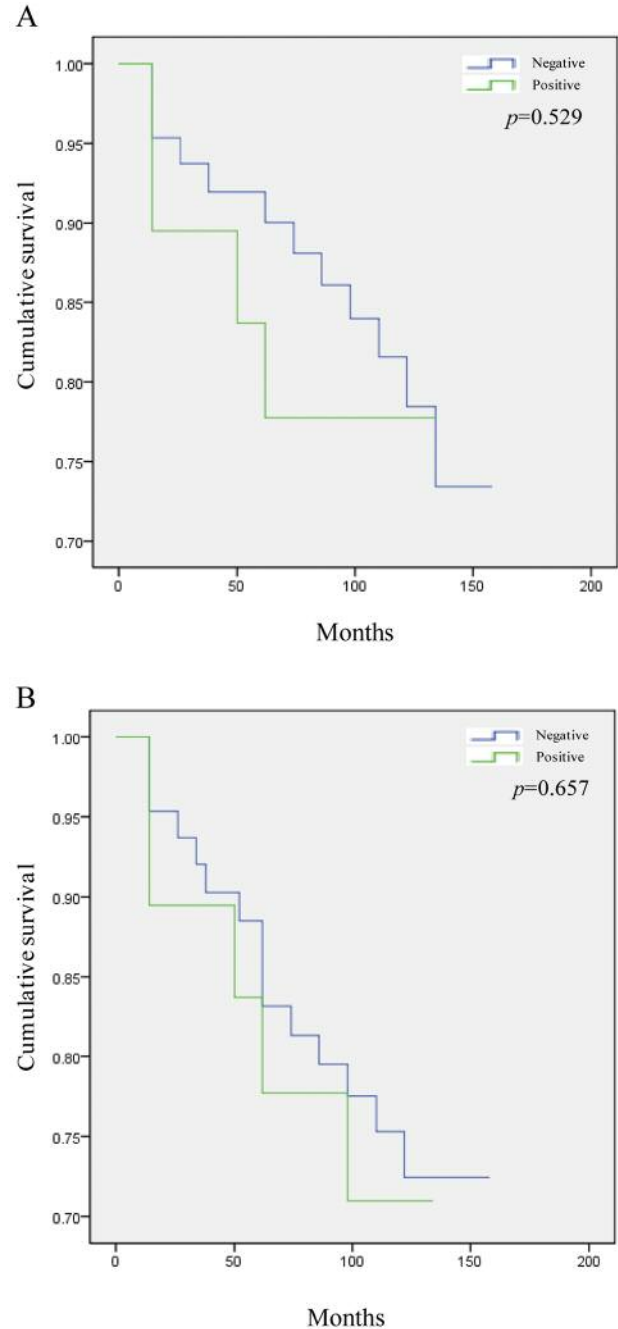 A
Negative
Positive
p=0.529
1.00
0.95
0.90
0.85
0.80
0.75
0.70
Cumulative survival
0 50 100 150 200
Months
B
Negative
Positive
p=0.657
1.00
0.95
0.90
0.85
0.80
0.75
0.70
Cumulative survival
0 50 100 150 200
Months